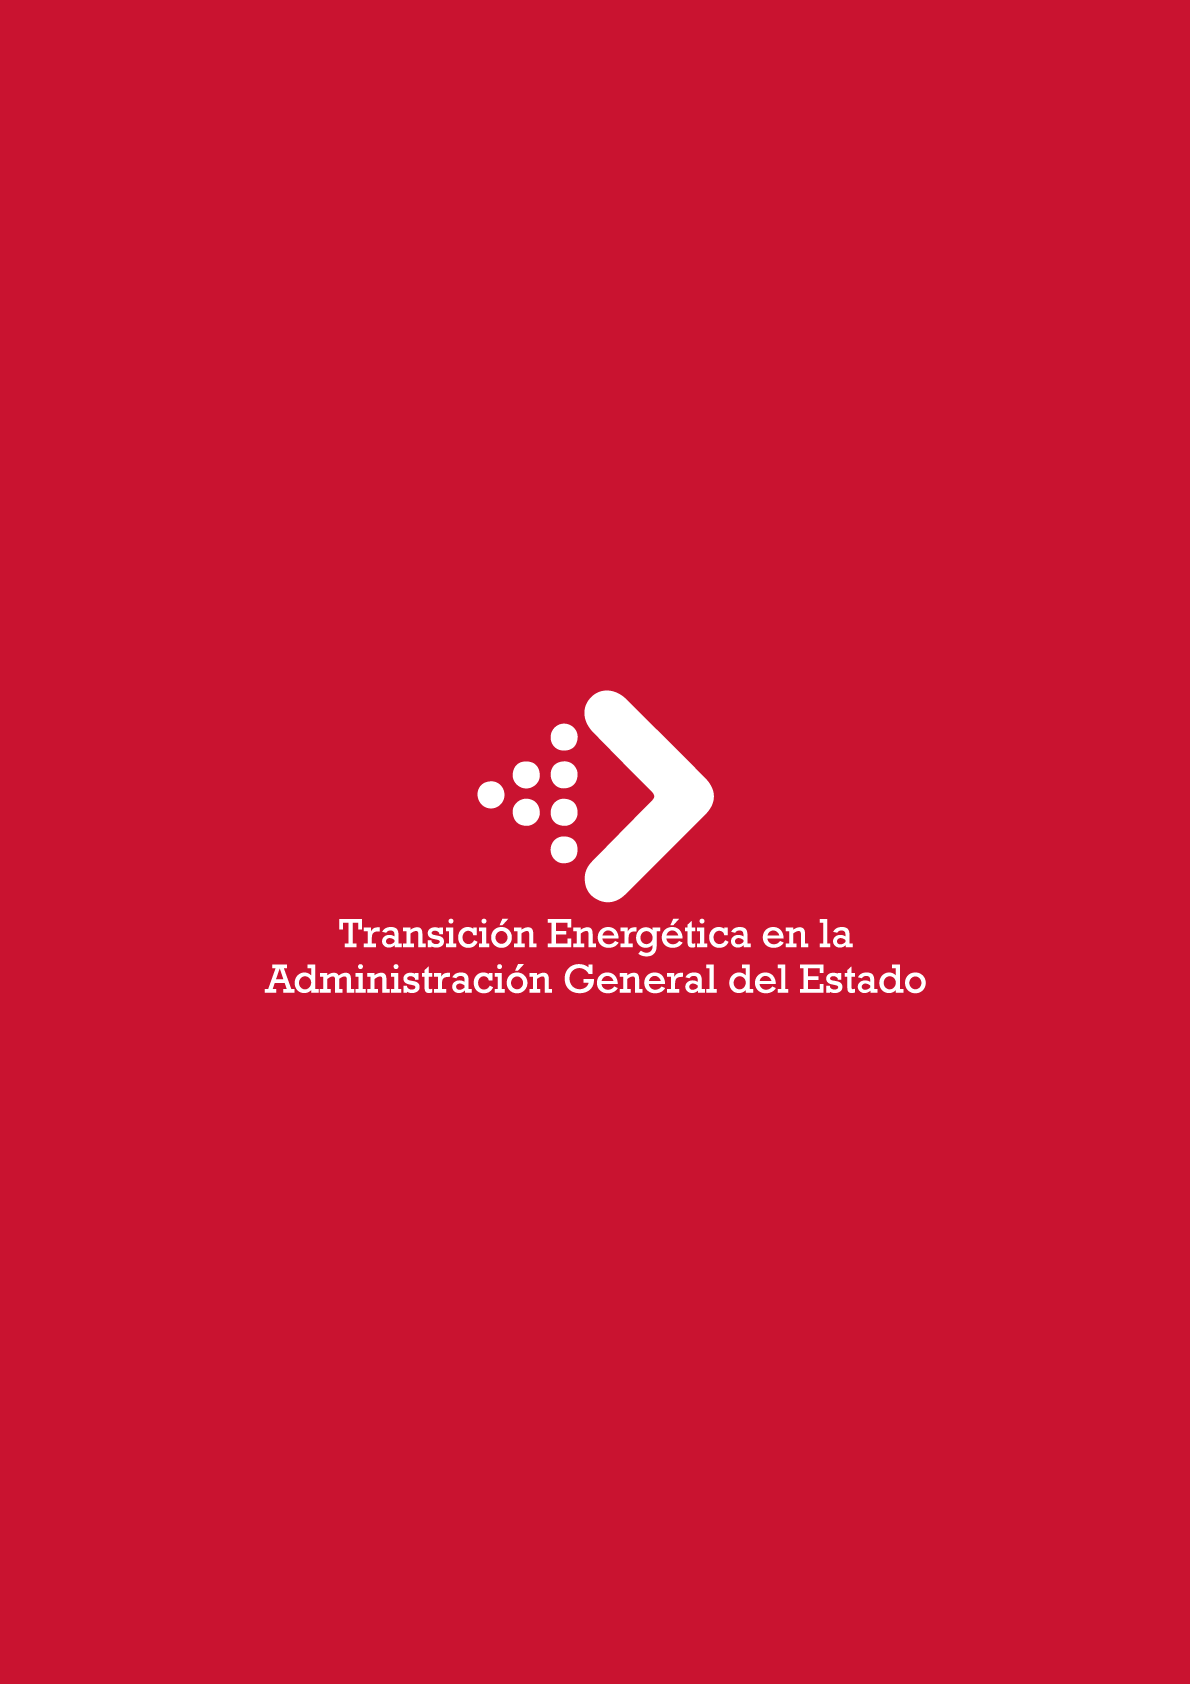 Transición Energética en la
Administración General del Estado